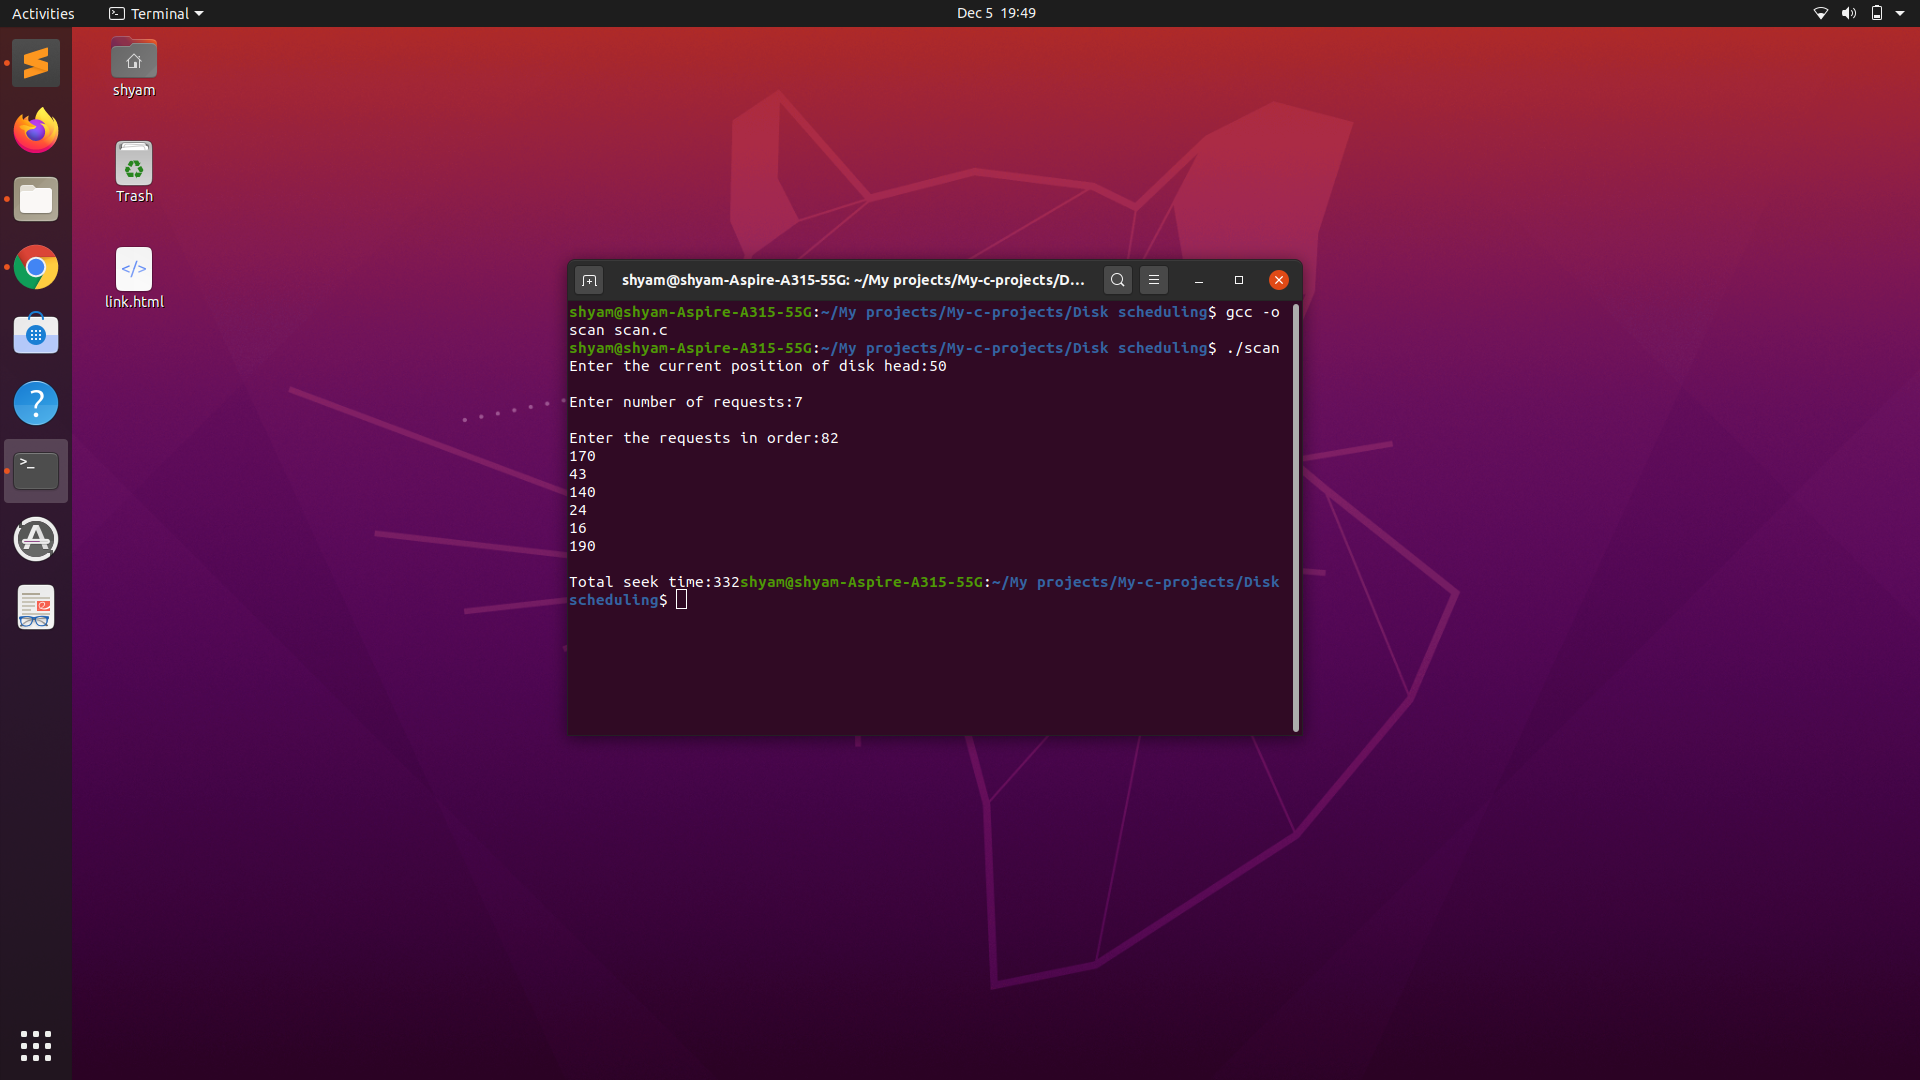 Activities
Terminal
Dec 5 19:49
shyam
Trash
</>
link.html
shyam@shyam-Aspire-A315-55G: ~/My projects/My-c-projects/D...
shyam@shyam-Aspire-A315-55G:~/My projects/My-c-projects/Disk scheduling$ gcc -o
scan scan.c
shyam@shyam-Aspire-A315-55G:~/My projects/My-c-projects/Disk scheduling$ ./scan
Enter the current position of disk head:50
Enter number of requests:7
Enter the requests in order:82
170
43
140
24
16
190
Total seek time:332shyam@shyam-Aspire-A315-55G:~/My projects/My-c-projects/Disk
scheduling$